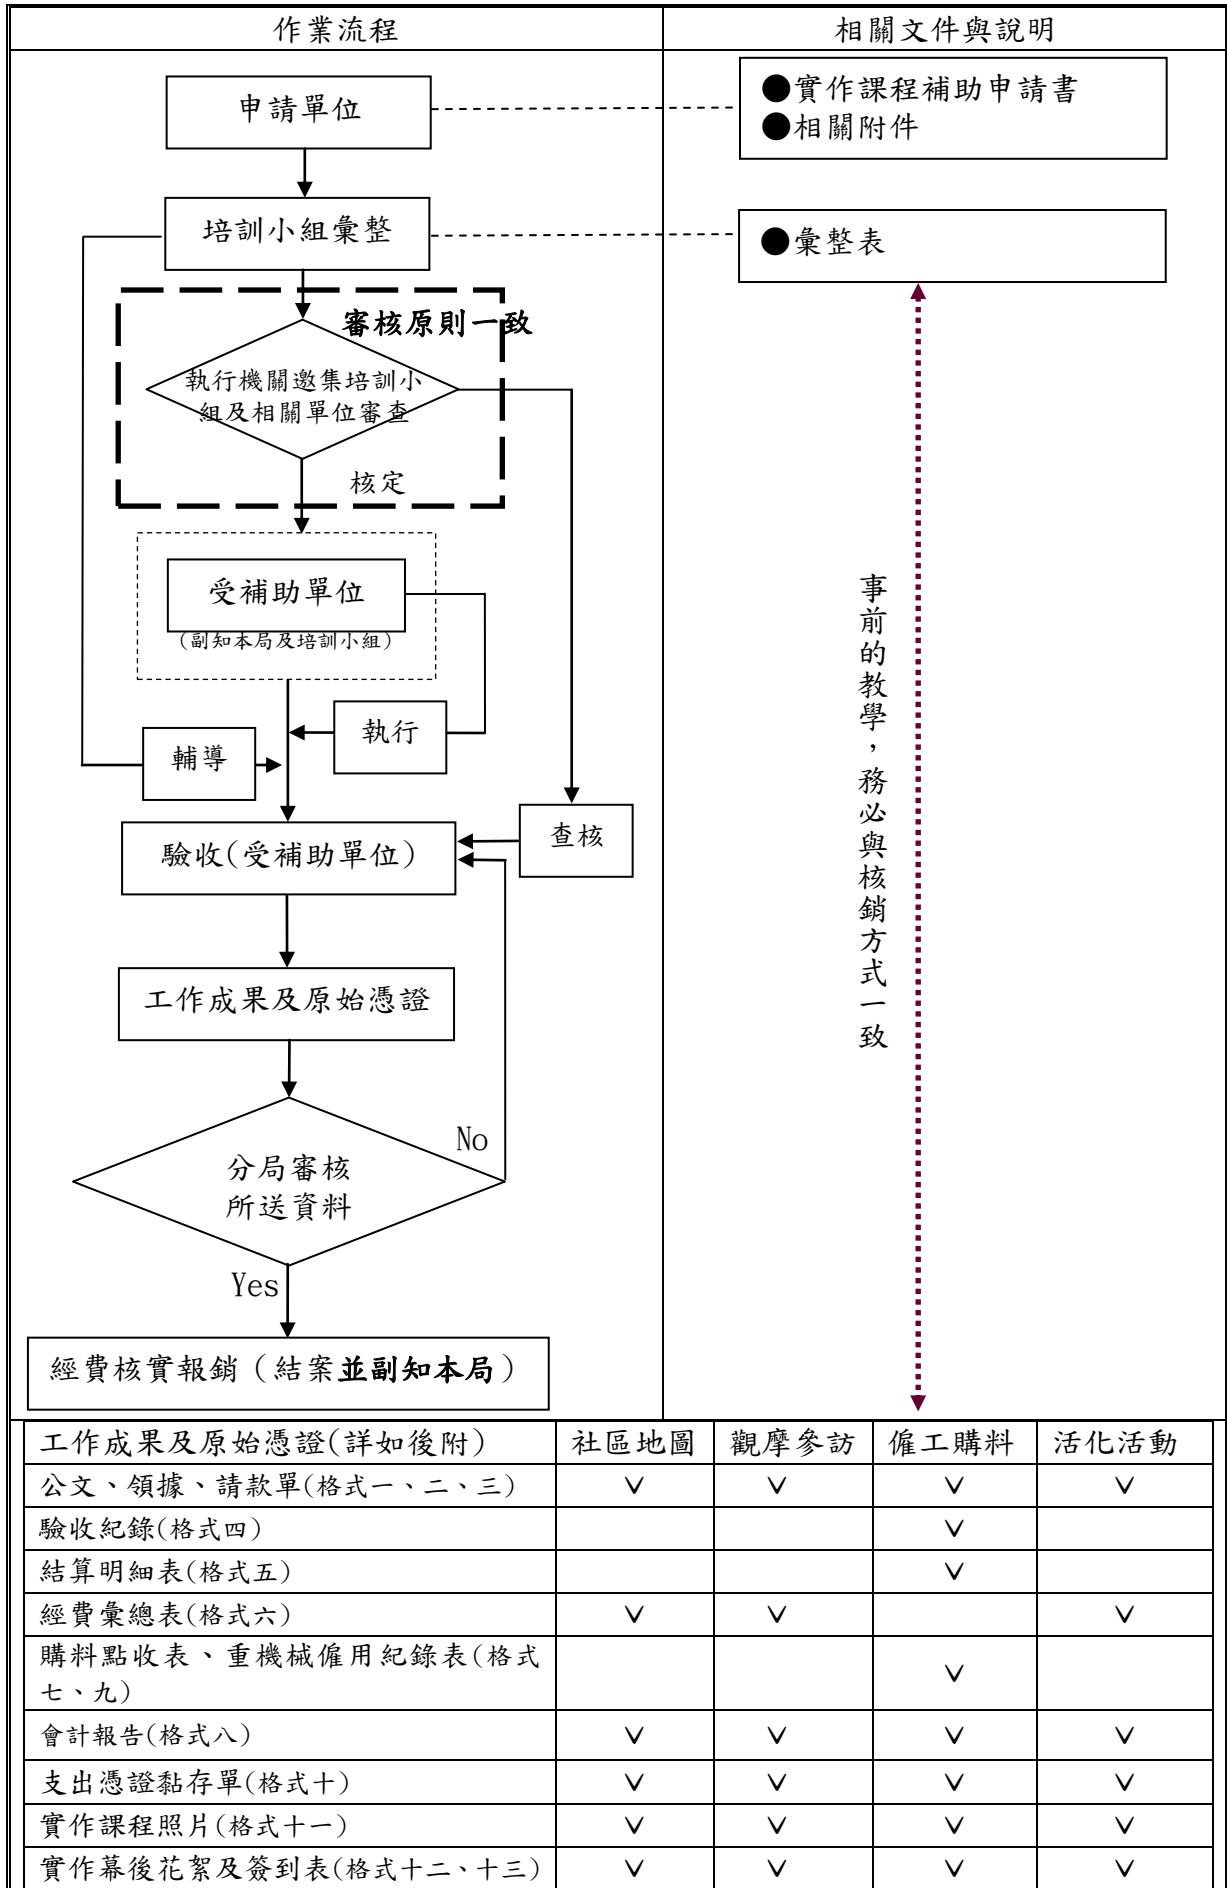 作業流程
相關文件與說明
申請單位
●實作課程補助申請書
●相關附件
培訓小組彙整
●彙整表
審核原則一致
執行機關邀集培訓小
組及相關單位審查
核定
受補助單位
(副知本局及培訓小組)
執行
輔導
查核
驗收(受補助單位)
工作成果及原始憑證
No
分局審核
所送資料
Yes
經費核實報銷（結案並副知本局）
事前的教學，務必與核銷方式一致
工作成果及原始憑證(詳如後附) 社區地圖 觀摩參訪 僱工購料 活化活動
公文、領據、請款單(格式一、二、三) ∨ ∨ ∨ ∨
驗收紀錄(格式四) ∨
結算明細表(格式五) ∨
經費彙總表(格式六) ∨ ∨ ∨
購料點收表、重機械僱用紀錄表(格式
七、九) ∨
會計報告(格式八) ∨ ∨ ∨ ∨
支出憑證黏存單(格式十) ∨ ∨ ∨ ∨
實作課程照片(格式十一) ∨ ∨ ∨ ∨
實作幕後花絮及簽到表(格式十二、十三) ∨ ∨ ∨ ∨